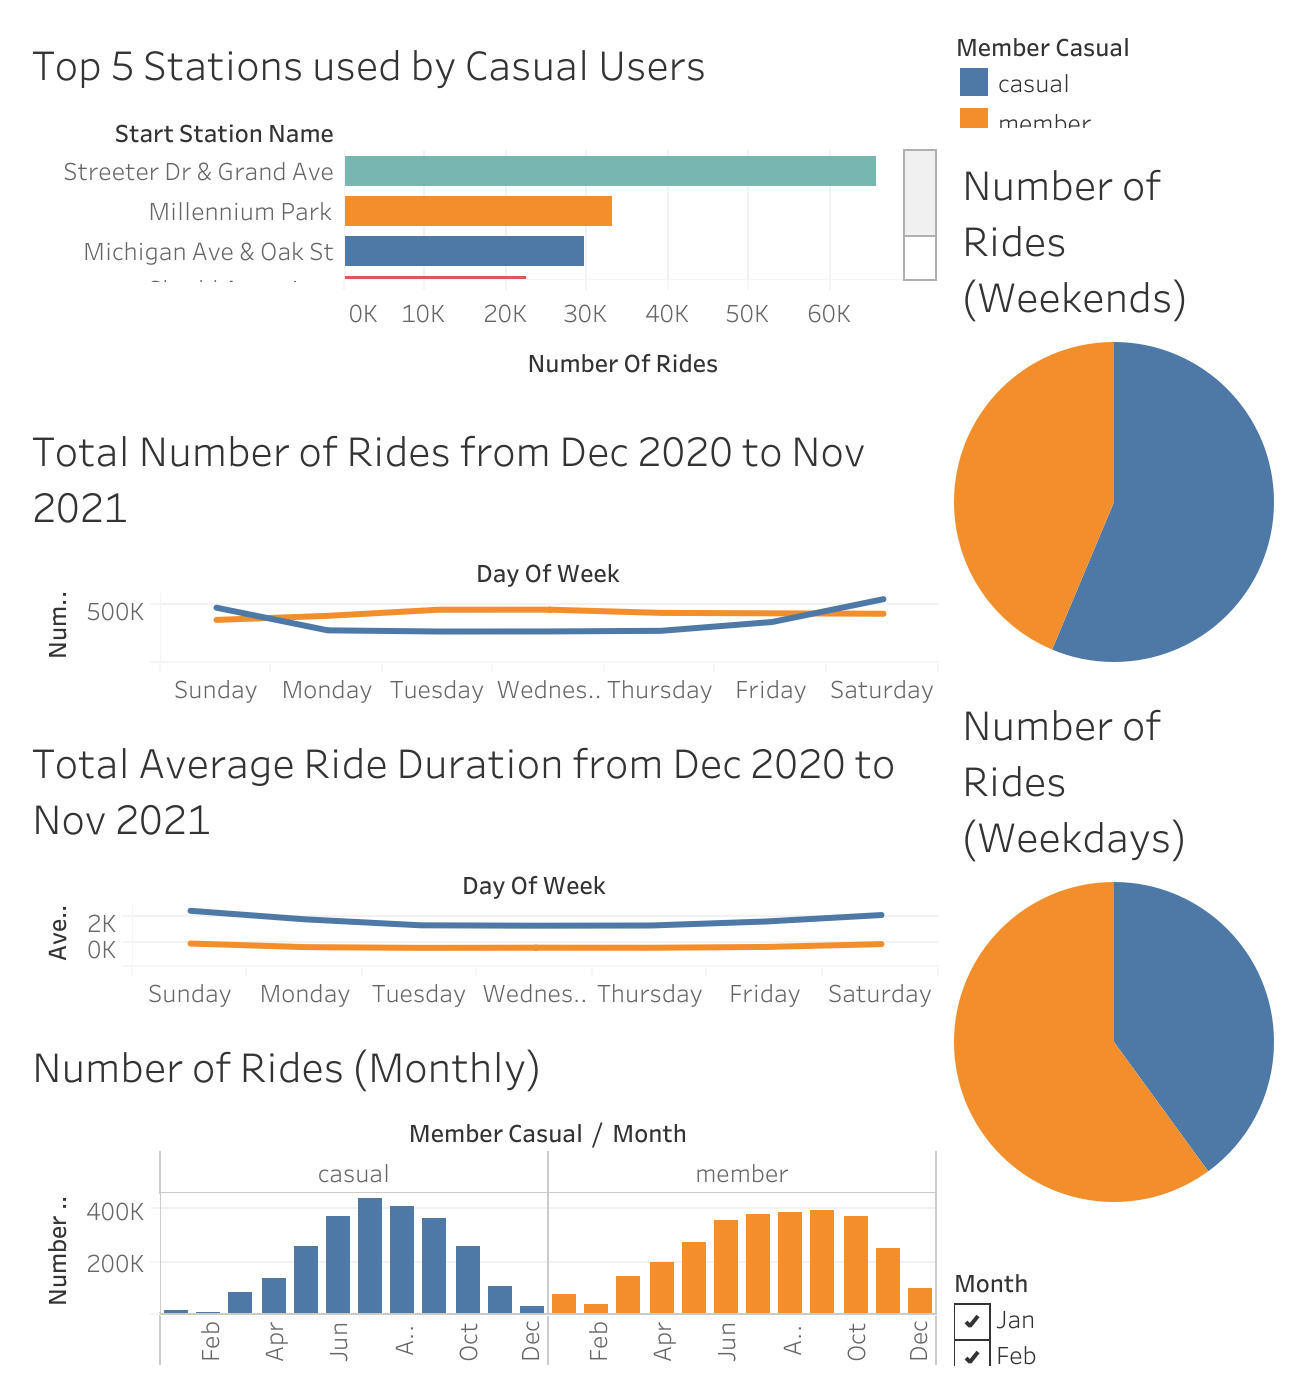 Top 5 Stations used by Casual Users
Start Station Name
Streeter Dr & Grand Ave
Millennium Park
Michigan Ave & Oak St
0K 10K 20K 30K 40K 50K 60K
Number Of Rides
Total Number of Rides from Dec 2020 to Nov
2021
Day Of Week
Num..
500K
Sunday Monday Tuesday Wednes.. Thursday Friday Saturday
Total Average Ride Duration from Dec 2020 to
Nov 2021
Day Of Week
Ave..
2K
0K
Sunday Monday Tuesday Wednes.. Thursday Friday Saturday
Number of Rides (Monthly)
Member Casual / Month
casual member
Number ..
400K
200K
Feb Apr Jun A.. Oct Dec Feb Apr Jun A.. Oct Dec
Member Casual
casual
member
Number of
Rides
(Weekends)
Number of
Rides
(Weekdays)
Month
Jan
Feb